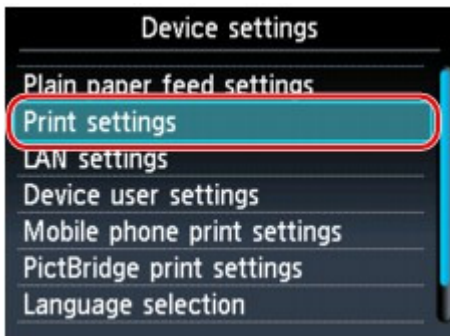 Device settings
Plain paper feed settings
Print settings
LAN settings
Device user settings
Mobile phone print settings
PictBridge print settings
Language selection